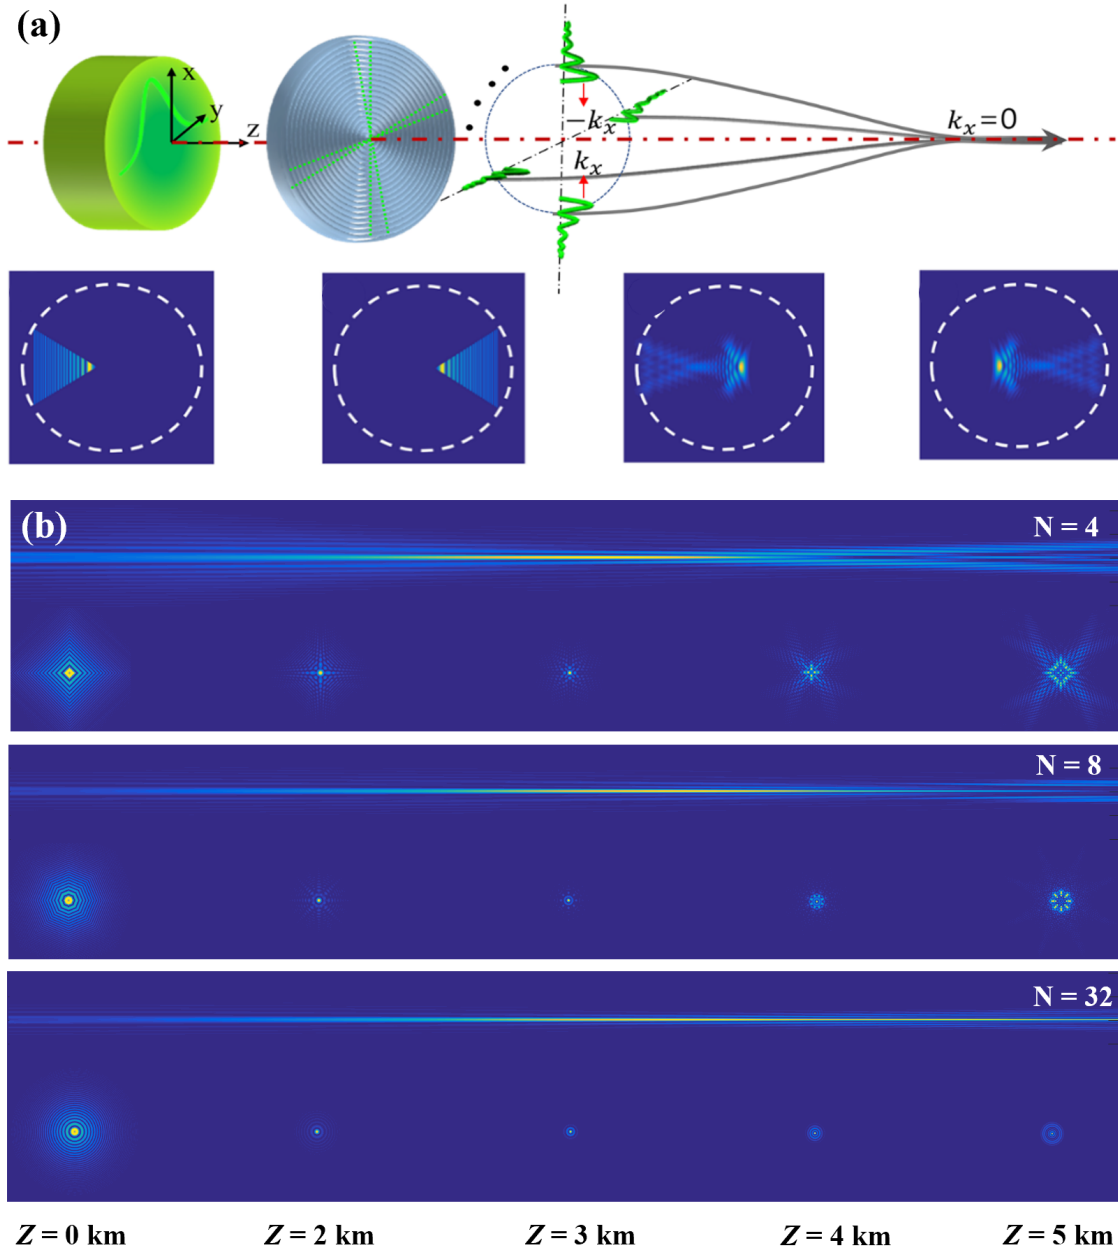 (a)
x
y
z
−kₓ
kₓ
kₓ=0
(b)
N = 4
N = 8
N = 32
Z = 0 km
Z = 2 km
Z = 3 km
Z = 4 km
Z = 5 km